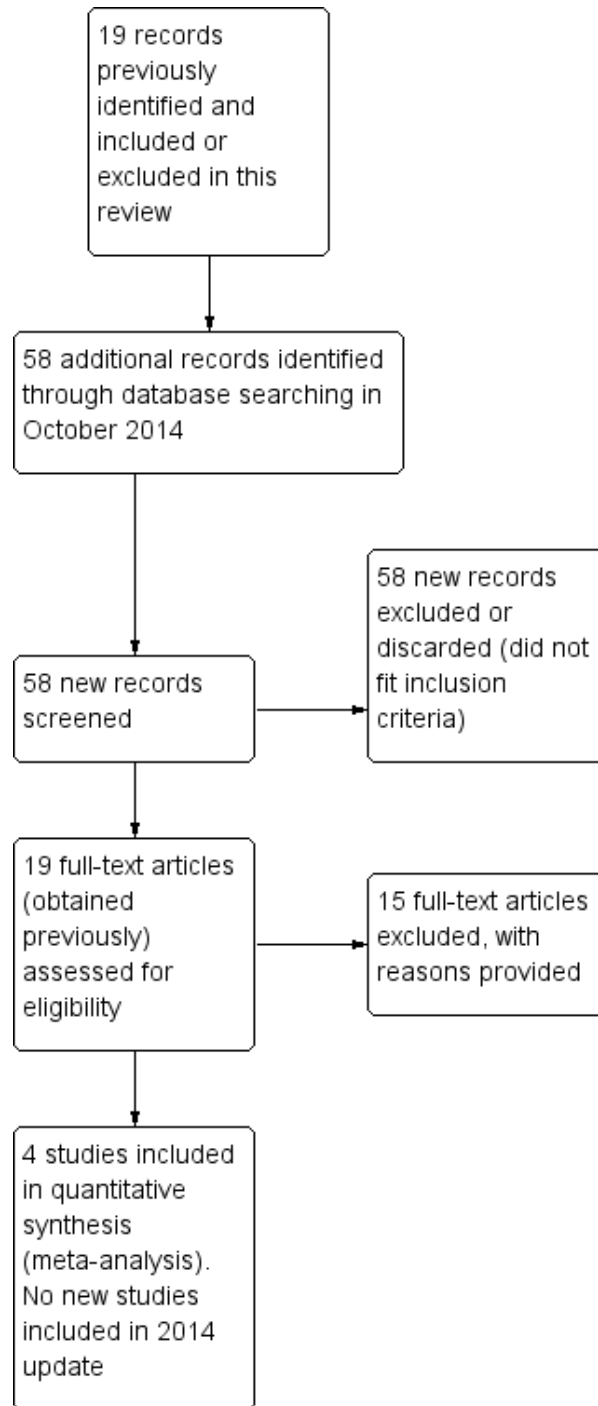 19 records
previously
identified and
included or
excluded in this
review
58 additional records identified
through database searching in
October 2014
58 new records
excluded or
discarded (did not
fit inclusion
criteria)
58 new records
screened
19 full-text articles
(obtained
previously)
assessed for
eligibility
15 full-text articles
excluded, with
reasons provided
4 studies included
in quantitative
synthesis
(meta-analysis).
No new studies
included in 2014
update